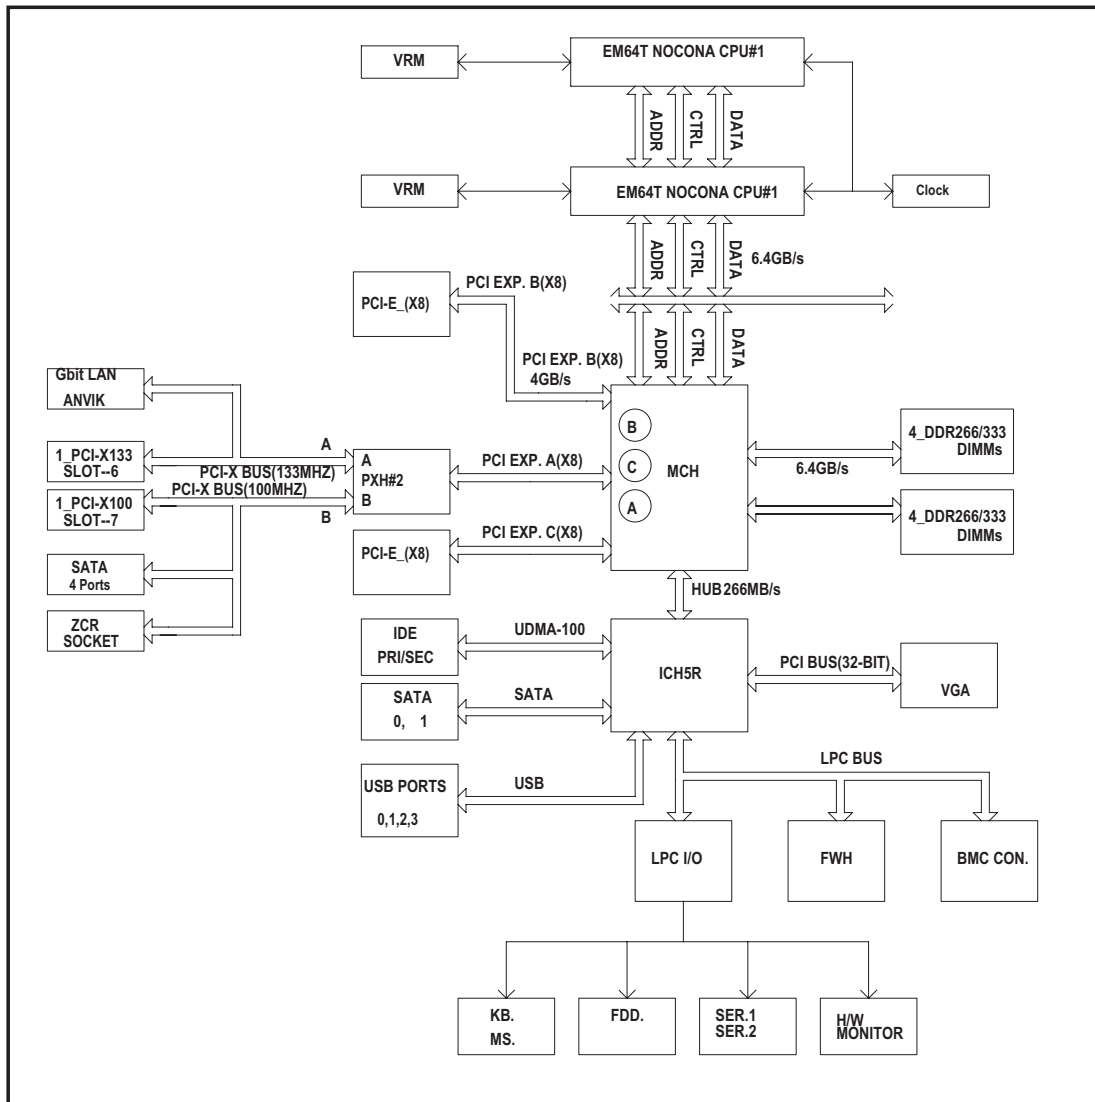 VRM
EM64T NOCONA CPU#1
ADDR
CTRL
DATA
VRM
EM64T NOCONA CPU#1
Clock
ADDR
CTRL
DATA
6.4GB/s
PCI-E_(X8)
PCI EXP. B(X8)
ADDR
CTRL
DATA
PCI EXP. B(X8)
4GB/s
Gbit LAN
ANVIK
B
C
A
MCH
4_DDR266/333
DIMMs
6.4GB/s
4_DDR266/333
DIMMs
1_PCI-X133
SLOT--6
A
PCI-X BUS(133MHZ)
PCI-X BUS(100MHZ)
B
1_PCI-X100
SLOT--7
A
PXH#2
B
PCI EXP. A(X8)
PCI-E_(X8)
PCI EXP. C(X8)
SATA
4 Ports
ZCR
SOCKET
HUB 266MB/s
IDE
PRI/SEC
UDMA-100
ICH5R
PCI BUS(32-BIT)
VGA
SATA
0, 1
SATA
USB PORTS
0,1,2,3
USB
LPC BUS
LPC I/O
FWH
BMC CON.
KB.
MS.
FDD.
SER.1
SER.2
H/W
MONITOR